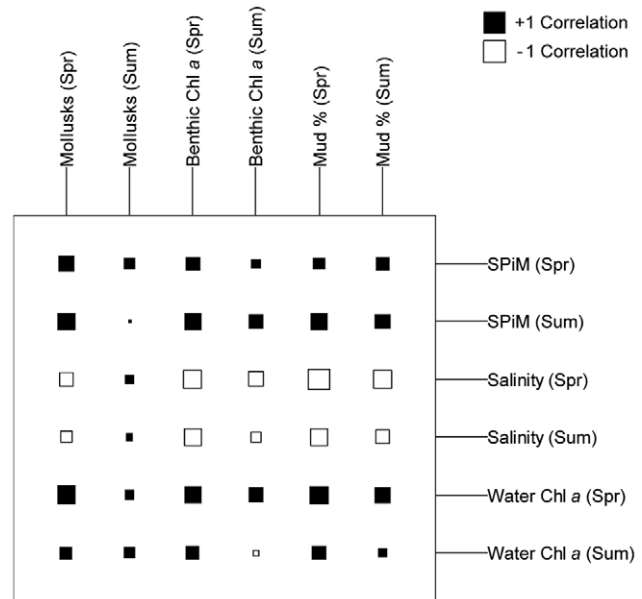 +1 Correlation
-1 Correlation
Mollusks (Spr)
Mollusks (Sum)
Benthic Chl a (Spr)
Benthic Chl a (Sum)
Mud % (Spr)
Mud % (Sum)
SPiM (Spr)
SPiM (Sum)
Salinity (Spr)
Salinity (Sum)
Water Chl a (Spr)
Water Chl a (Sum)